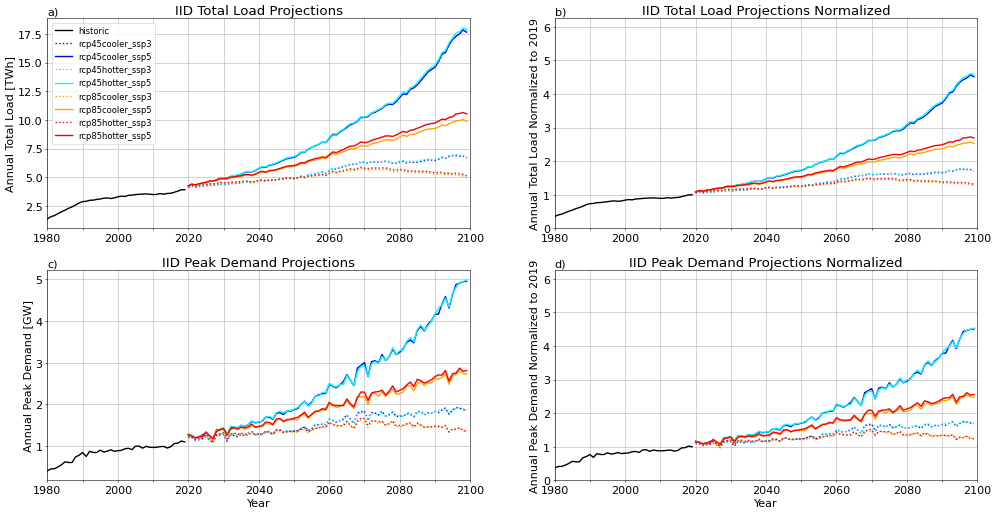 a) IID Total Load Projections
Annual Total Load [TWh]
17.5
15.0
12.5
10.0
7.5
5.0
2.5
historic
rcp45cooler_ssp3
rcp45cooler_ssp5
rcp45hotter_ssp3
rcp45hotter_ssp5
rcp85cooler_ssp3
rcp85cooler_ssp5
rcp85hotter_ssp3
rcp85hotter_ssp5
1980 2000 2020 2040 2060 2080 2100
b) IID Total Load Projections Normalized
Annual Total Load Normalized to 2019
6
5
4
3
2
1
0
1980 2000 2020 2040 2060 2080 2100
c) IID Peak Demand Projections
Annual Peak Demand [GW]
5
4
3
2
1
1980 2000 2020 2040 2060 2080 2100
Year
d) IID Peak Demand Projections Normalized
Annual Peak Demand Normalized to 2019
6
5
4
3
2
1
0
1980 2000 2020 2040 2060 2080 2100
Year